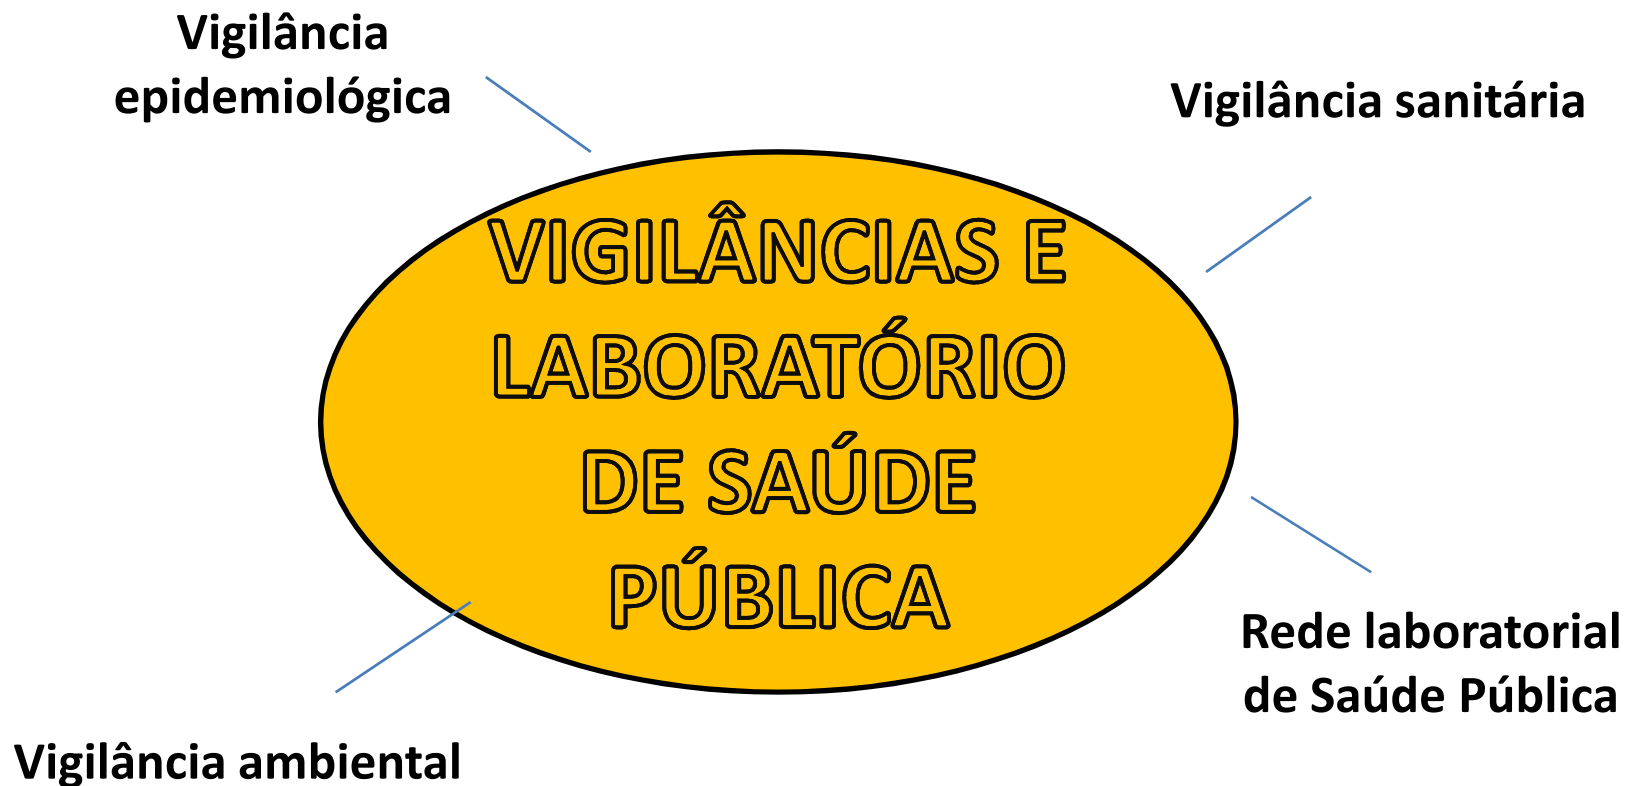 Vigilância
epidemiológica
Vigilância sanitária
VIGILÂNCIAS E
LABORATÓRIO
DE SAÚDE
PÚBLICA
Rede laboratorial
de Saúde Pública
Vigilância ambiental